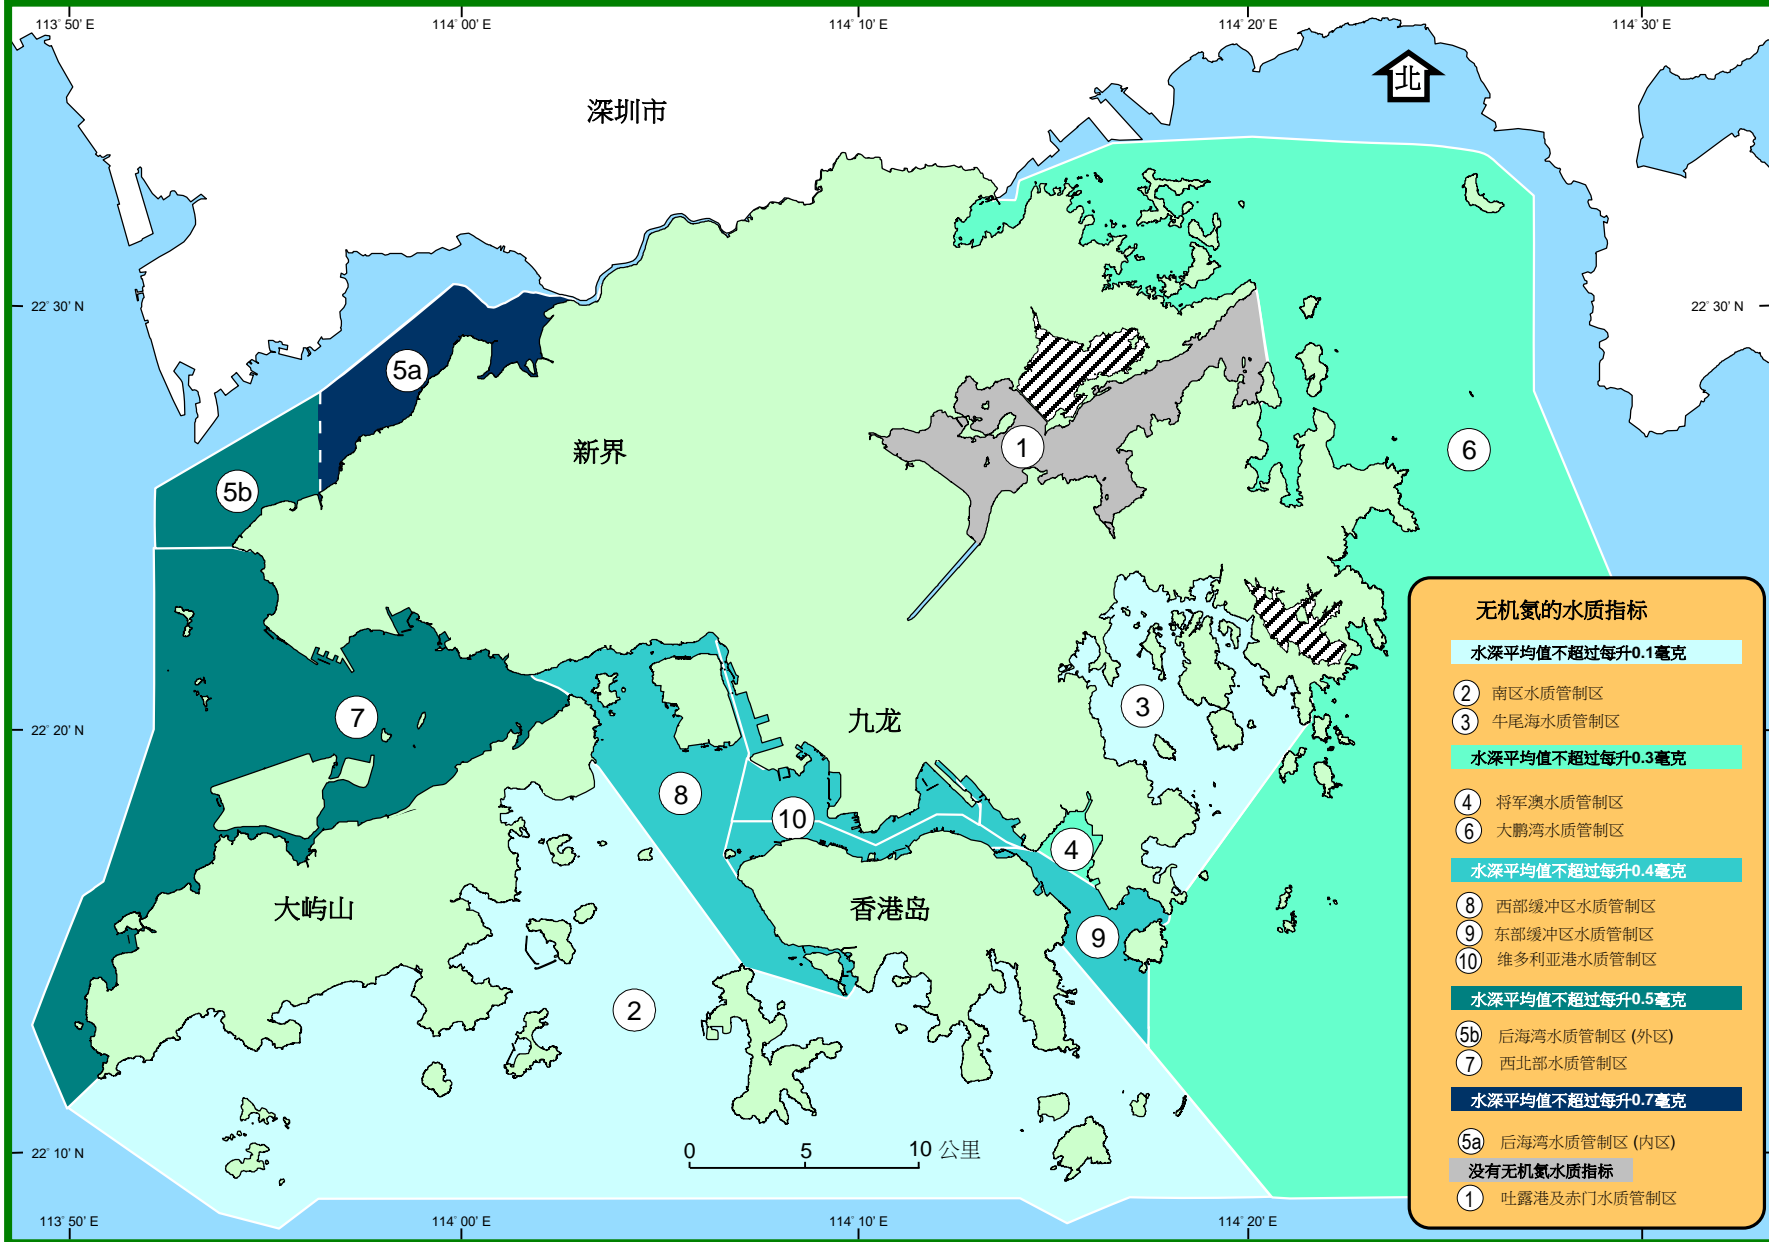 113° 50' E
114° 00' E
114° 10' E
114° 20' E
114° 30' E
北
深圳市
22° 30' N
22° 30' N
5a
新界
1
6
5b
无机氮的水质指标
水深平均值不超过每升0.1毫克
2 南区水质管制区
3 牛尾海水质管制区
水深平均值不超过每升0.3毫克
4 将军澳水质管制区
6 大鹏湾水质管制区
水深平均值不超过每升0.4毫克
8 西部缓冲区水质管制区
9 东部缓冲区水质管制区
10 维多利亚港水质管制区
水深平均值不超过每升0.5毫克
5b 后海湾水质管制区 (外区)
7 西北部水质管制区
水深平均值不超过每升0.7毫克
5a 后海湾水质管制区 (内区)
没有无机氮水质指标
1 吐露港及赤门水质管制区
3
7
九龙
22° 20' N
8
10
4
大屿山
香港岛
9
2
0 5 10 公里
22° 10' N
113° 50' E
114° 00' E
114° 10' E
114° 20' E